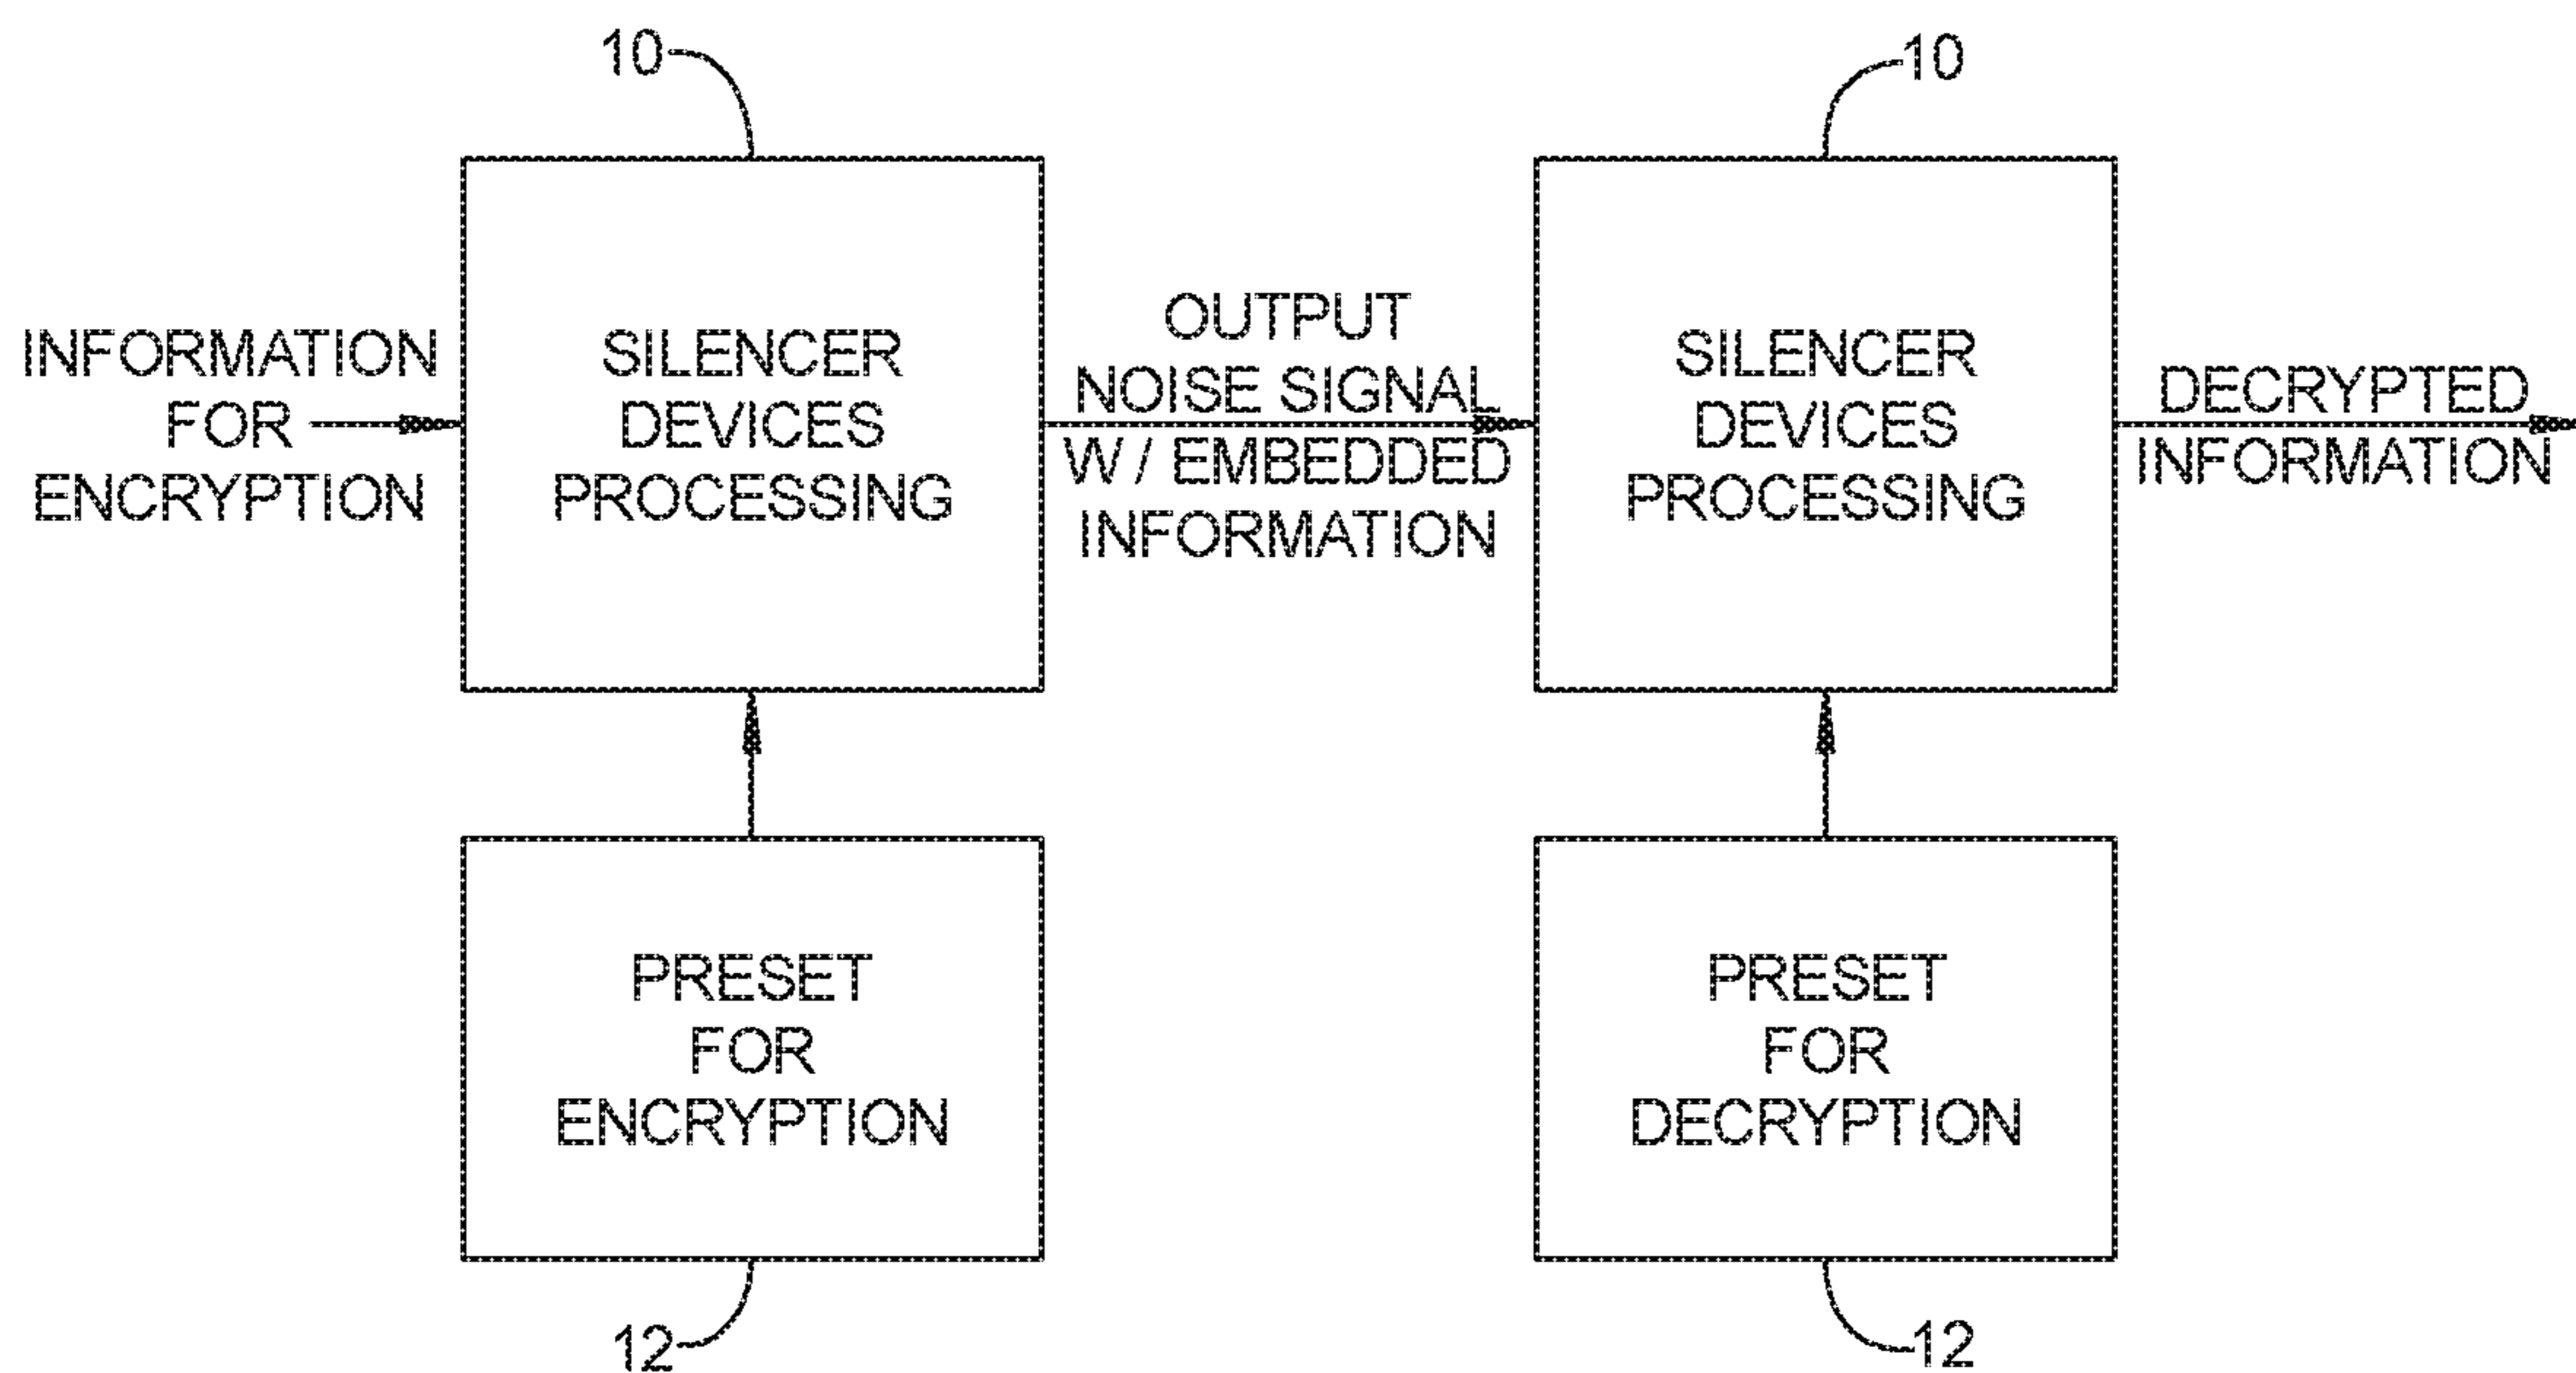 10
10
INFORMATION
FOR
ENCRYPTION
SILENCER
DEVICES
PROCESSING
OUTPUT
NOISE SIGNAL
W / EMBEDDED
INFORMATION
SILENCER
DEVICES
PROCESSING
DECRYPTED
INFORMATION
PRESET
FOR
ENCRYPTION
PRESET
FOR
DECRYPTION
12
12